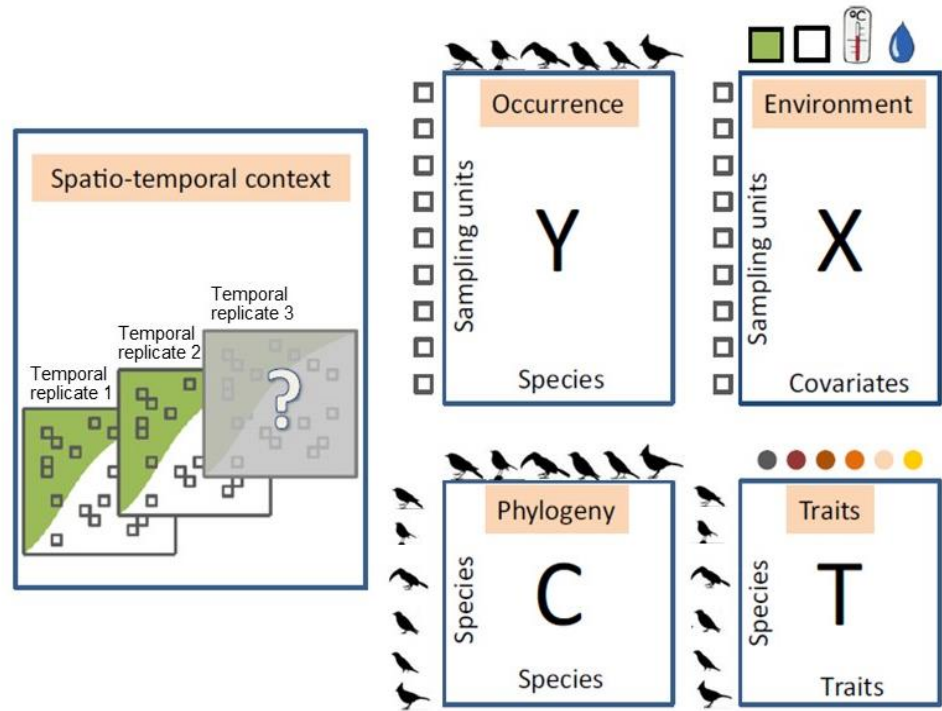 Spatio-temporal context
Temporal
replicate 1
Temporal
replicate 2
Temporal
replicate 3
?
Occurrence
Sampling units
Y
Species
°C
Environment
Sampling units
X
Covariates
Phylogeny
Species
C
Species
Traits
Species
T
Traits